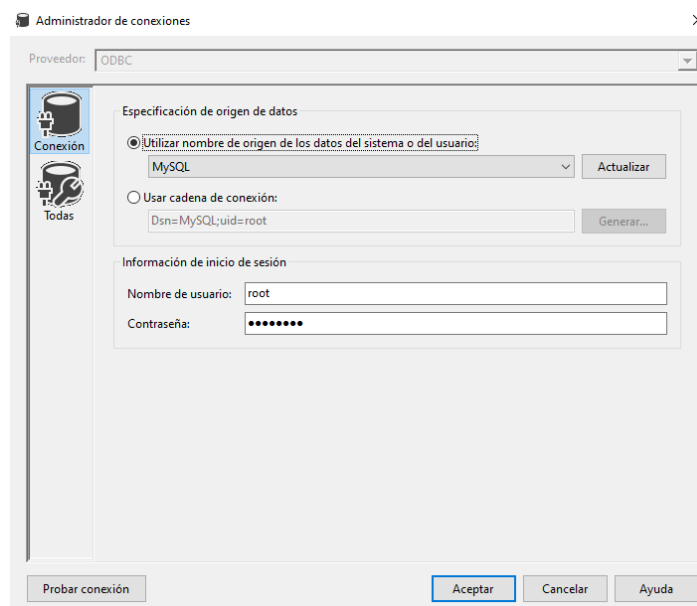 Administrador de conexiones
Proveedor: ODBC
Conexión
Todas
Especificación de origen de datos
Utilizar nombre de origen de los datos del sistema o del usuario:
MySQL Actualizar
Usar cadena de conexión:
Dsn=MySQL;uid=root Generar...
Información de inicio de sesión
Nombre de usuario: root
Contraseña: ●●●●●●●●
Probar conexión Aceptar Cancelar Ayuda